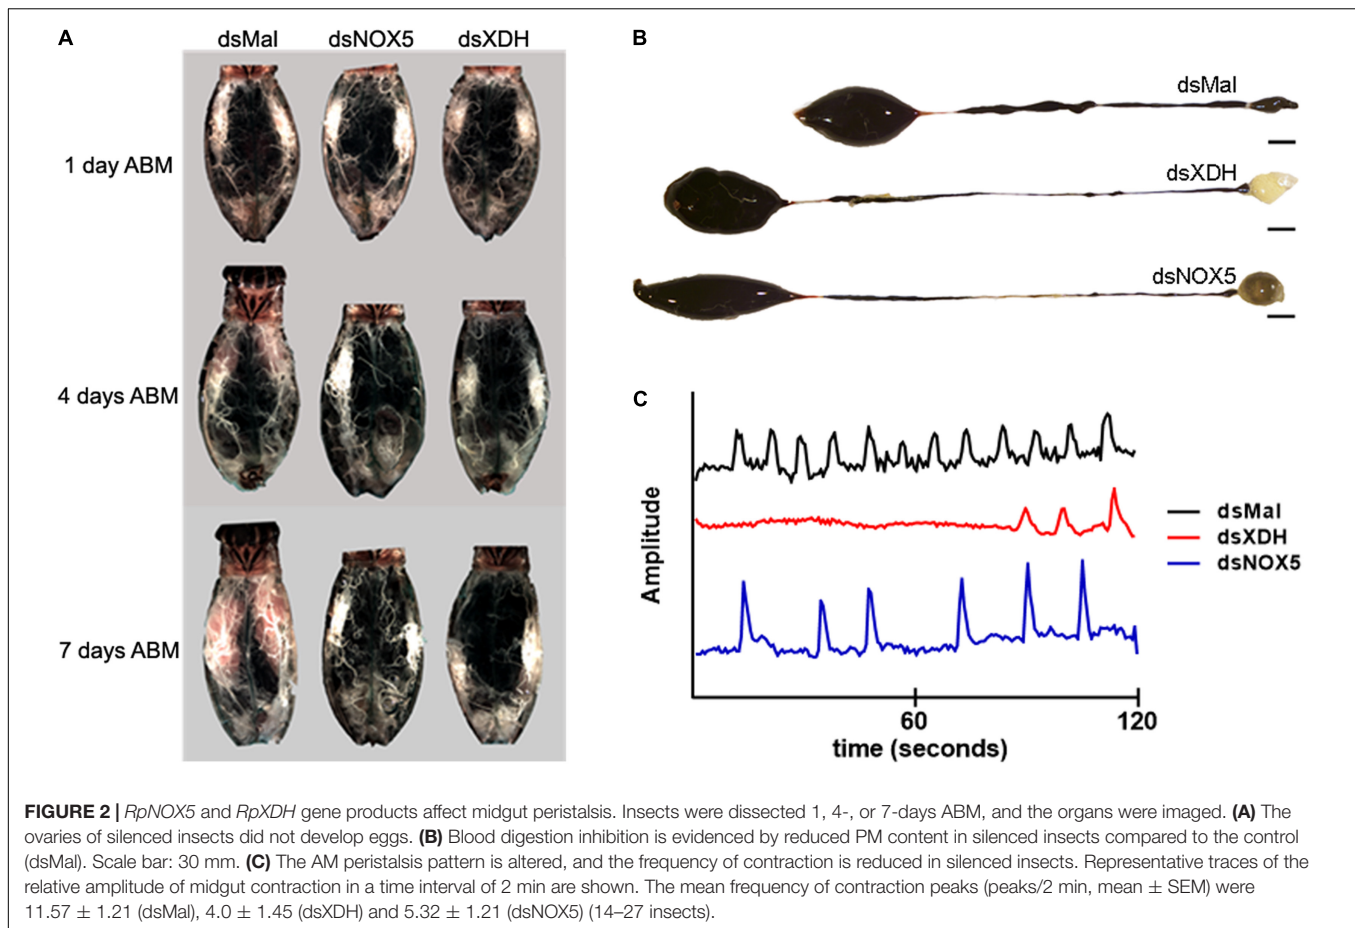 A
dsMal dsNOX5 dsXDH
1 day ABM
4 days ABM
7 days ABM
B
dsMal
dsXDH
dsNOX5
C
Amplitude
dsMal
dsXDH
dsNOX5
60 120
time (seconds)
FIGURE 2 | RpNOX5 and RpXDH gene products affect midgut peristalsis. Insects were dissected 1, 4-, or 7-days ABM, and the organs were imaged. (A) The
ovaries of silenced insects did not develop eggs. (B) Blood digestion inhibition is evidenced by reduced PM content in silenced insects compared to the control
(dsMal). Scale bar: 30 mm. (C) The AM peristalsis pattern is altered, and the frequency of contraction is reduced in silenced insects. Representative traces of the
relative amplitude of midgut contraction in a time interval of 2 min are shown. The mean frequency of contraction peaks (peaks/2 min, mean ± SEM) were
11.57 ± 1.21 (dsMal), 4.0 ± 1.45 (dsXDH) and 5.32 ± 1.21 (dsNOX5) (14–27 insects).